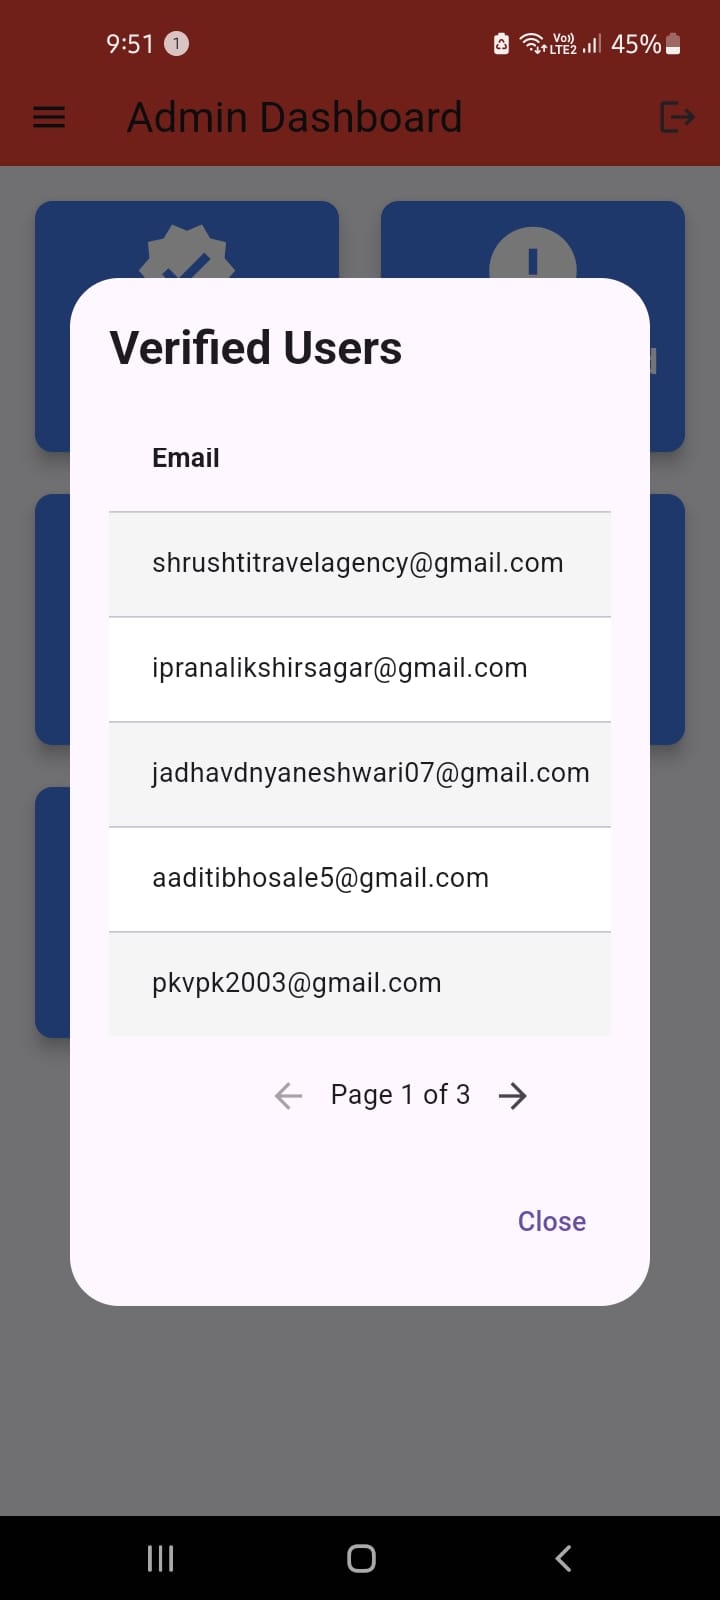 9:51 1 Vo)) LTE2 45%
Admin Dashboard
Verified Users
Email
shrushtitravelagency@gmail.com
ipranalikshirsagar@gmail.com
jadhavdnyaneshwari07@gmail.com
aaditibhosale5@gmail.com
pkvpk2003@gmail.com
Page 1 of 3
Close